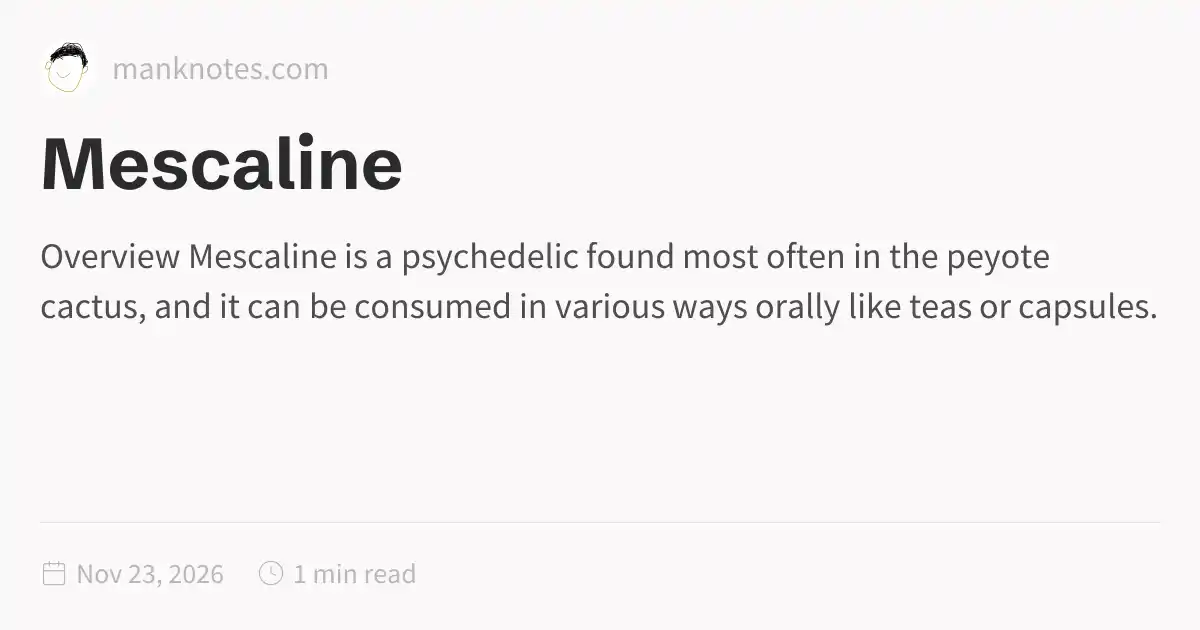 manknotes.com
Mescaline
Overview Mescaline is a psychedelic found most often in the peyote
cactus, and it can be consumed in various ways orally like teas or capsules.
Nov 23, 2026 1 min read